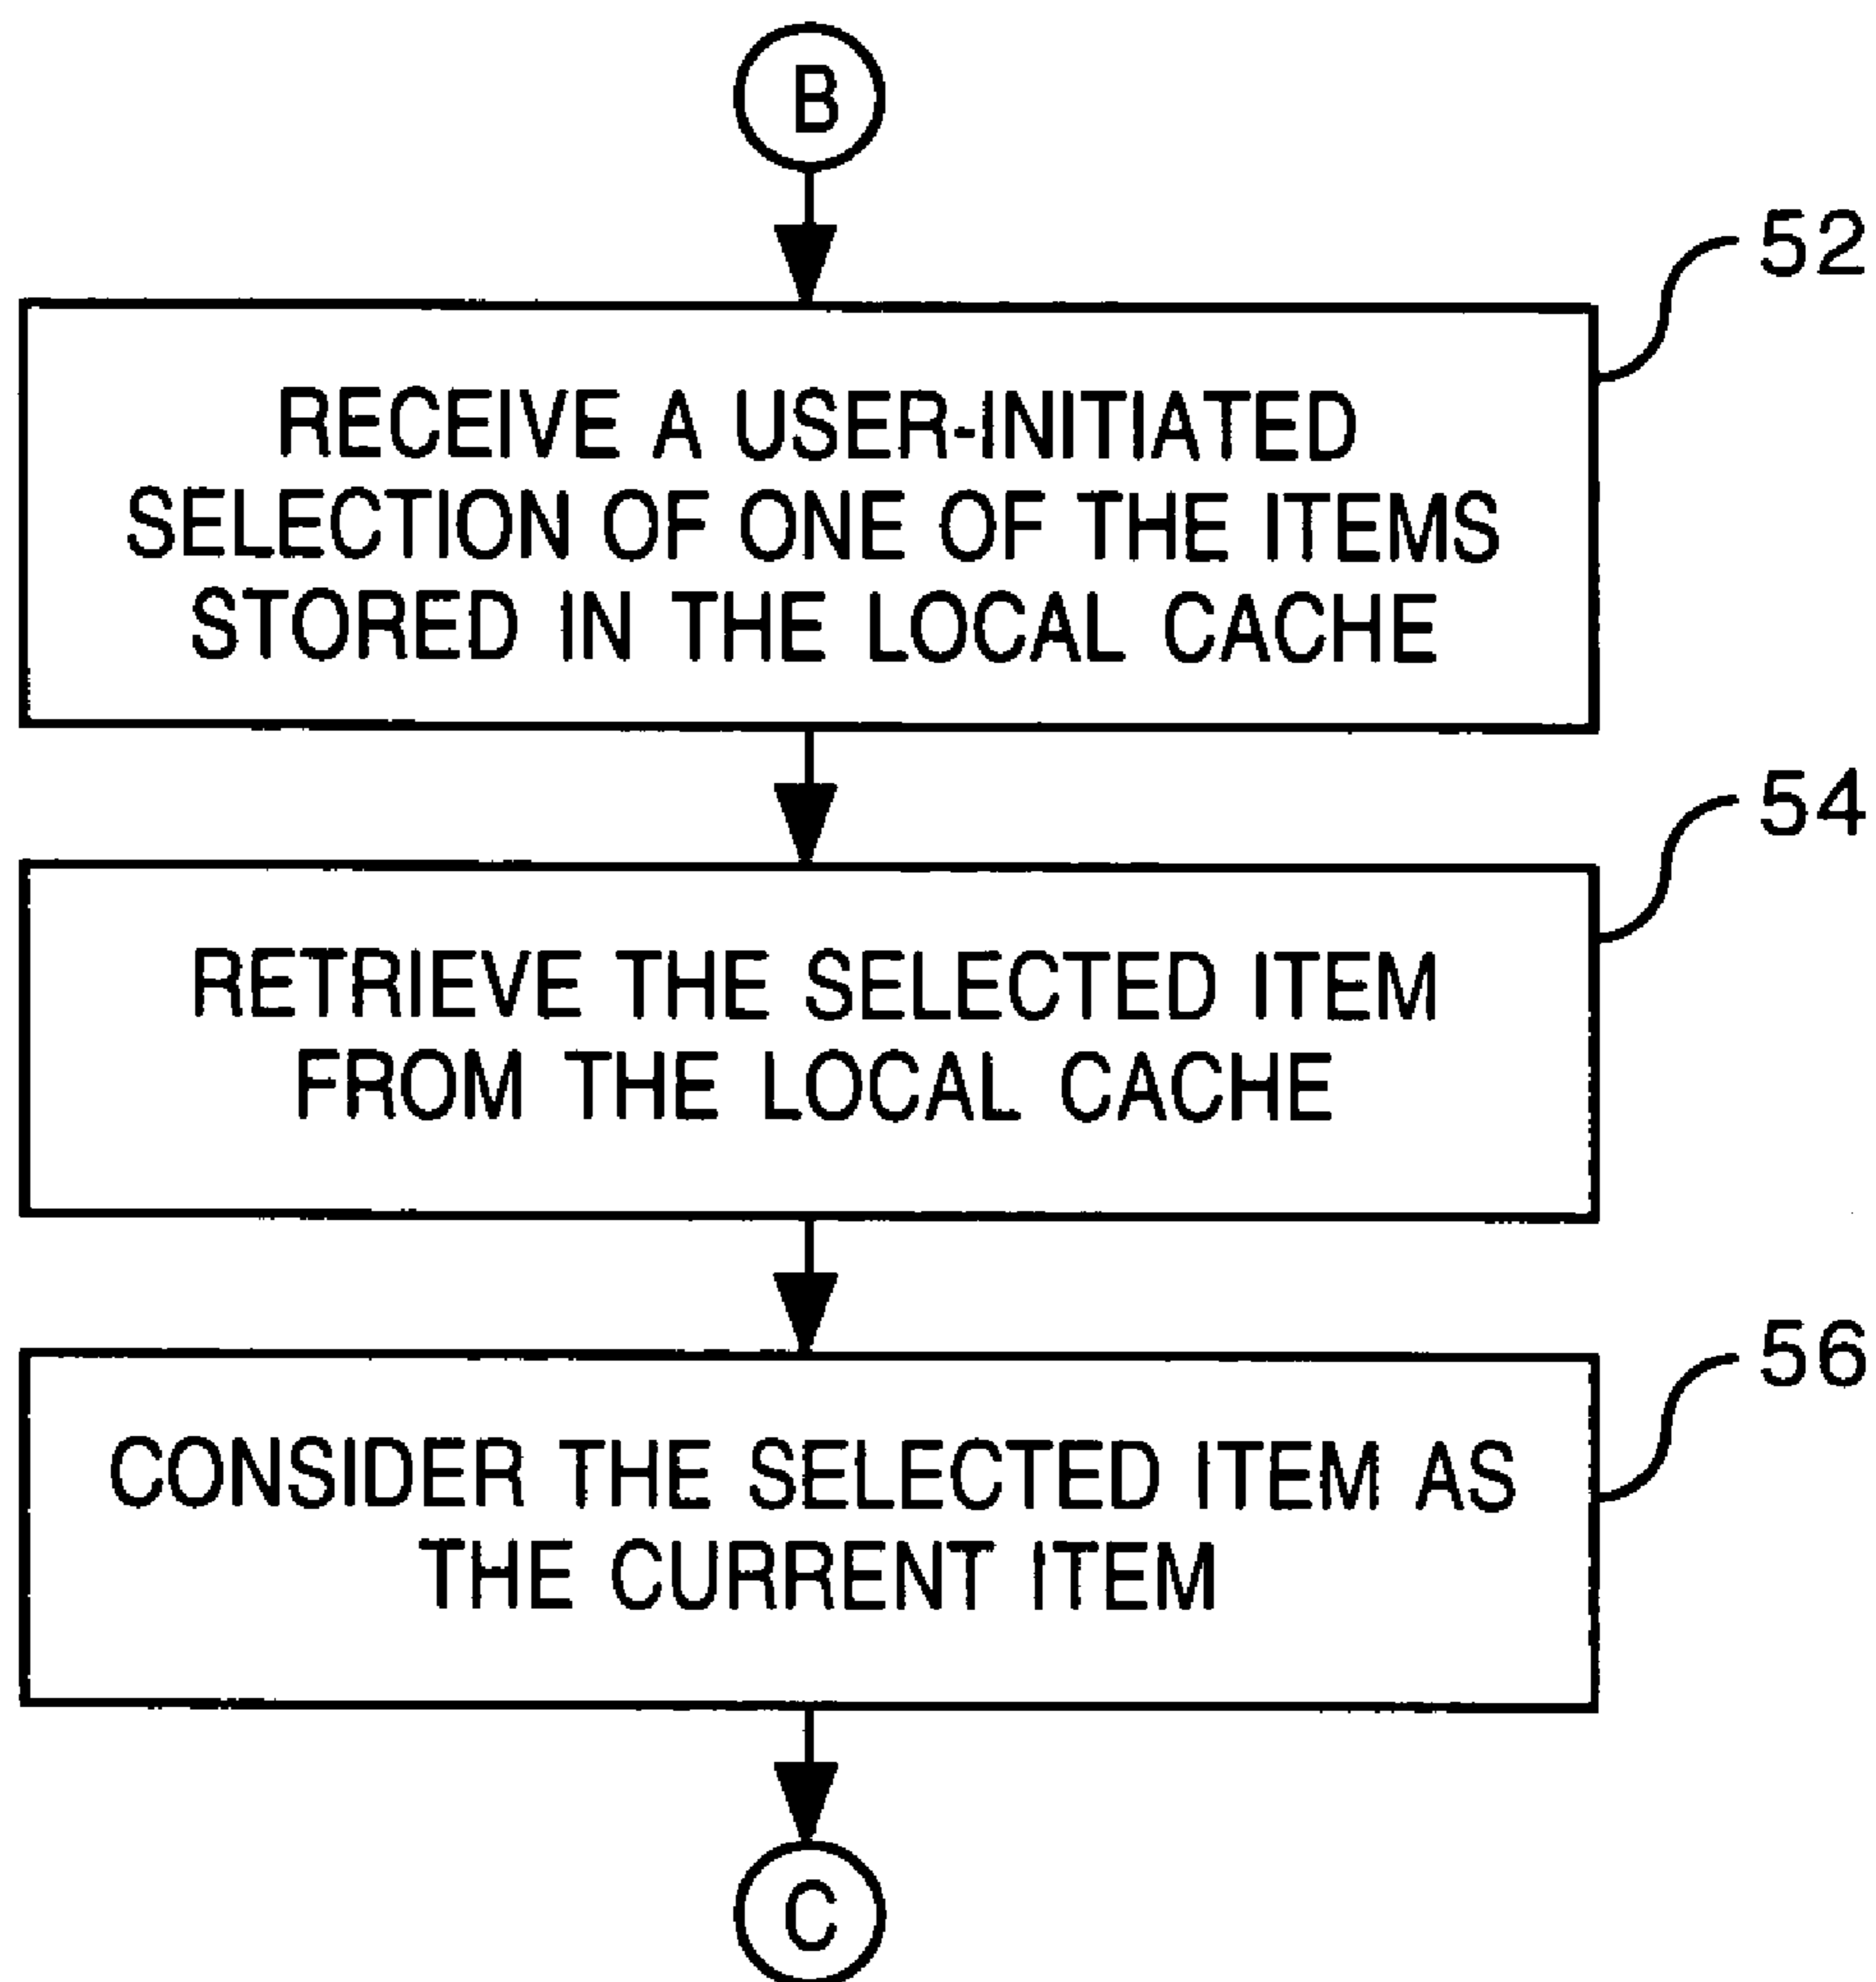 B
52
RECEIVE A USER-INITIATED
SELECTION OF ONE OF THE ITEMS
STORED IN THE LOCAL CACHE
54
RETRIEVE THE SELECTED ITEM
FROM THE LOCAL CACHE
56
CONSIDER THE SELECTED ITEM AS
THE CURRENT ITEM
C